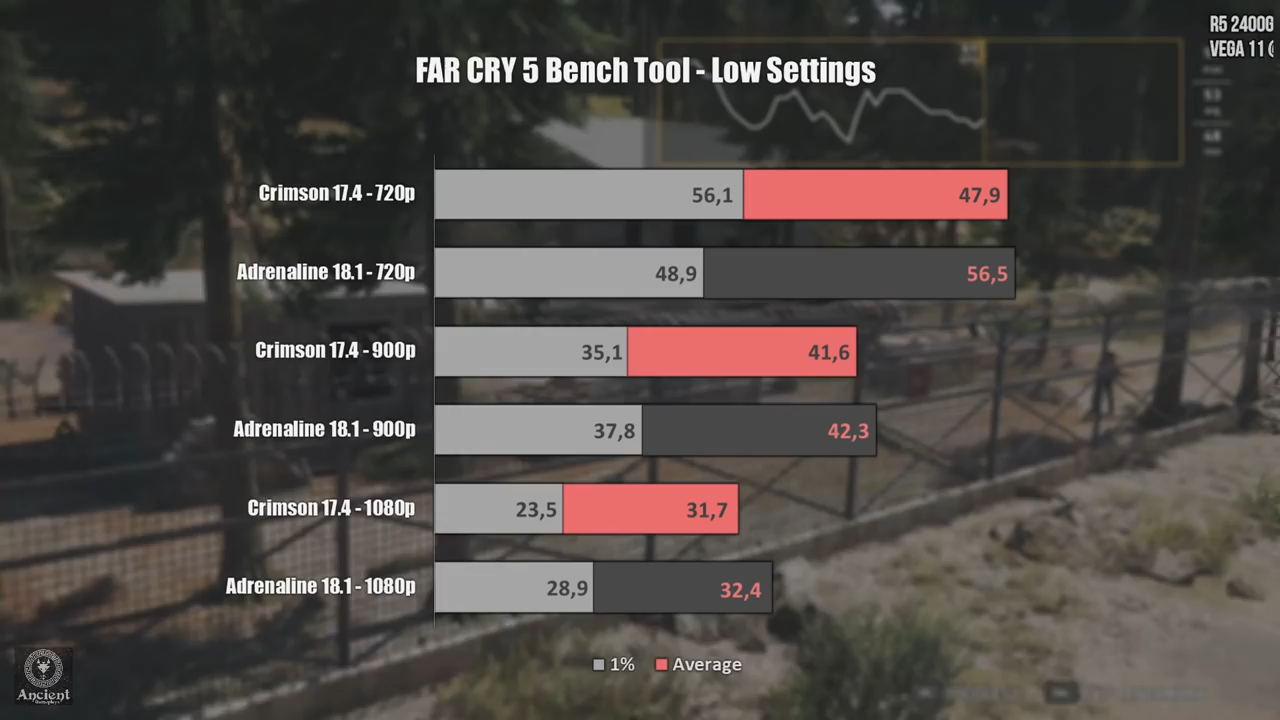 R5 2400G
VEGA 11 (
FAR CRY 5 Bench Tool - Low Settings
Crimson 17.4 - 720p 56,1 47,9
Adrenaline 18.1 - 720p 48,9 56,5
Crimson 17.4 - 900p 35,1 41,6
Adrenaline 18.1 - 900p 37,8 42,3
Crimson 17.4 - 1080p 23,5 31,7
Adrenaline 18.1 - 1080p 28,9 32,4
1% Average
Ancient
Gameplays